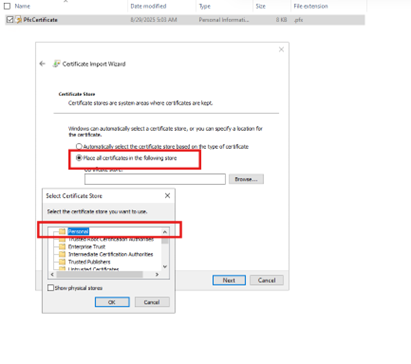 Name Date modified Type Size File extension
PfxCertificate 8/29/2023 5:03 AM Personal Informati... 6 KB .pfx
Certificate Import Wizard
Certificate Store
Certificate stores are system areas where certificates are kept.
Windows can automatically select a certificate store, or you can specify a location for
the certificate.
Automatically select the certificate store based on the type of certificate
Place all certificates in the following store
Certificate store:
Browse...
Select Certificate Store
Select the certificate store you want to use.
Personal
Trusted Root Certification Authorities
Enterprise Trust
Intermediate Certification Authorities
Trusted Publishers
Untrusted Certificates
Show physical stores
OK Cancel
Next Cancel